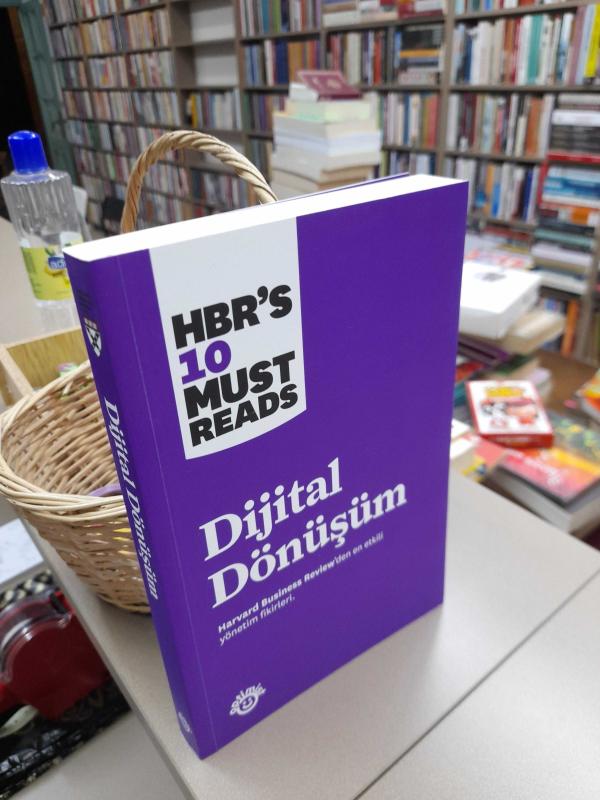 HBR'S
10
MUST
READS
Dijital
Dönüşüm
Harvard Business Review'den en etkili
yönetim fikirleri.
Dijital Dönüşüm